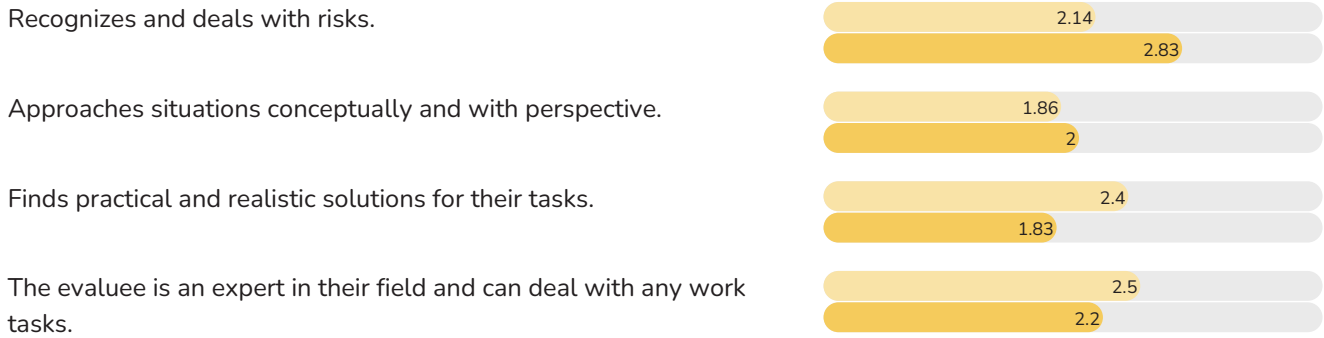 Recognizes and deals with risks.
2.14
2.83
Approaches situations conceptually and with perspective.
1.86
2
Finds practical and realistic solutions for their tasks.
2.4
1.83
The evaluee is an expert in their field and can deal with any work
tasks.
2.5
2.2